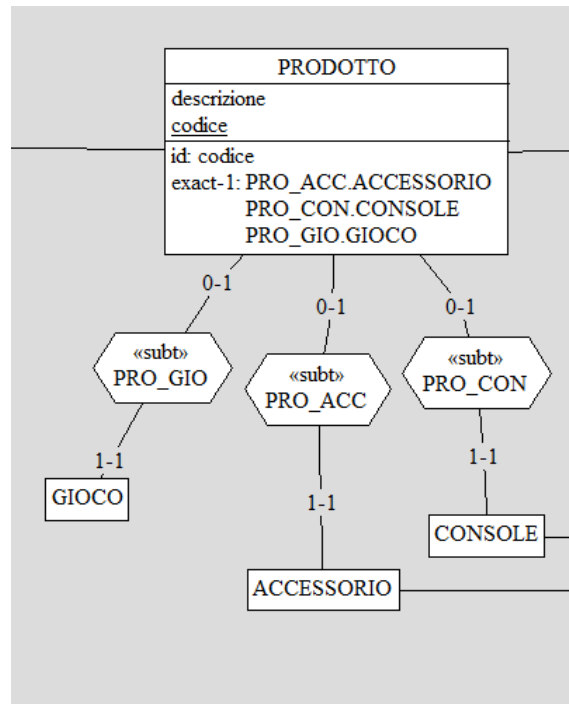 PRODOTTO
descrizione
codice
id: codice
exact-1: PRO_ACC.ACCESSORIO
PRO_CON.CONSOLE
PRO_GIO.GIOCO
0-1
0-1
0-1
«subt»
PRO_GIO
«subt»
PRO_ACC
«subt»
PRO_CON
1-1
1-1
1-1
GIOCO
ACCESSORIO
CONSOLE